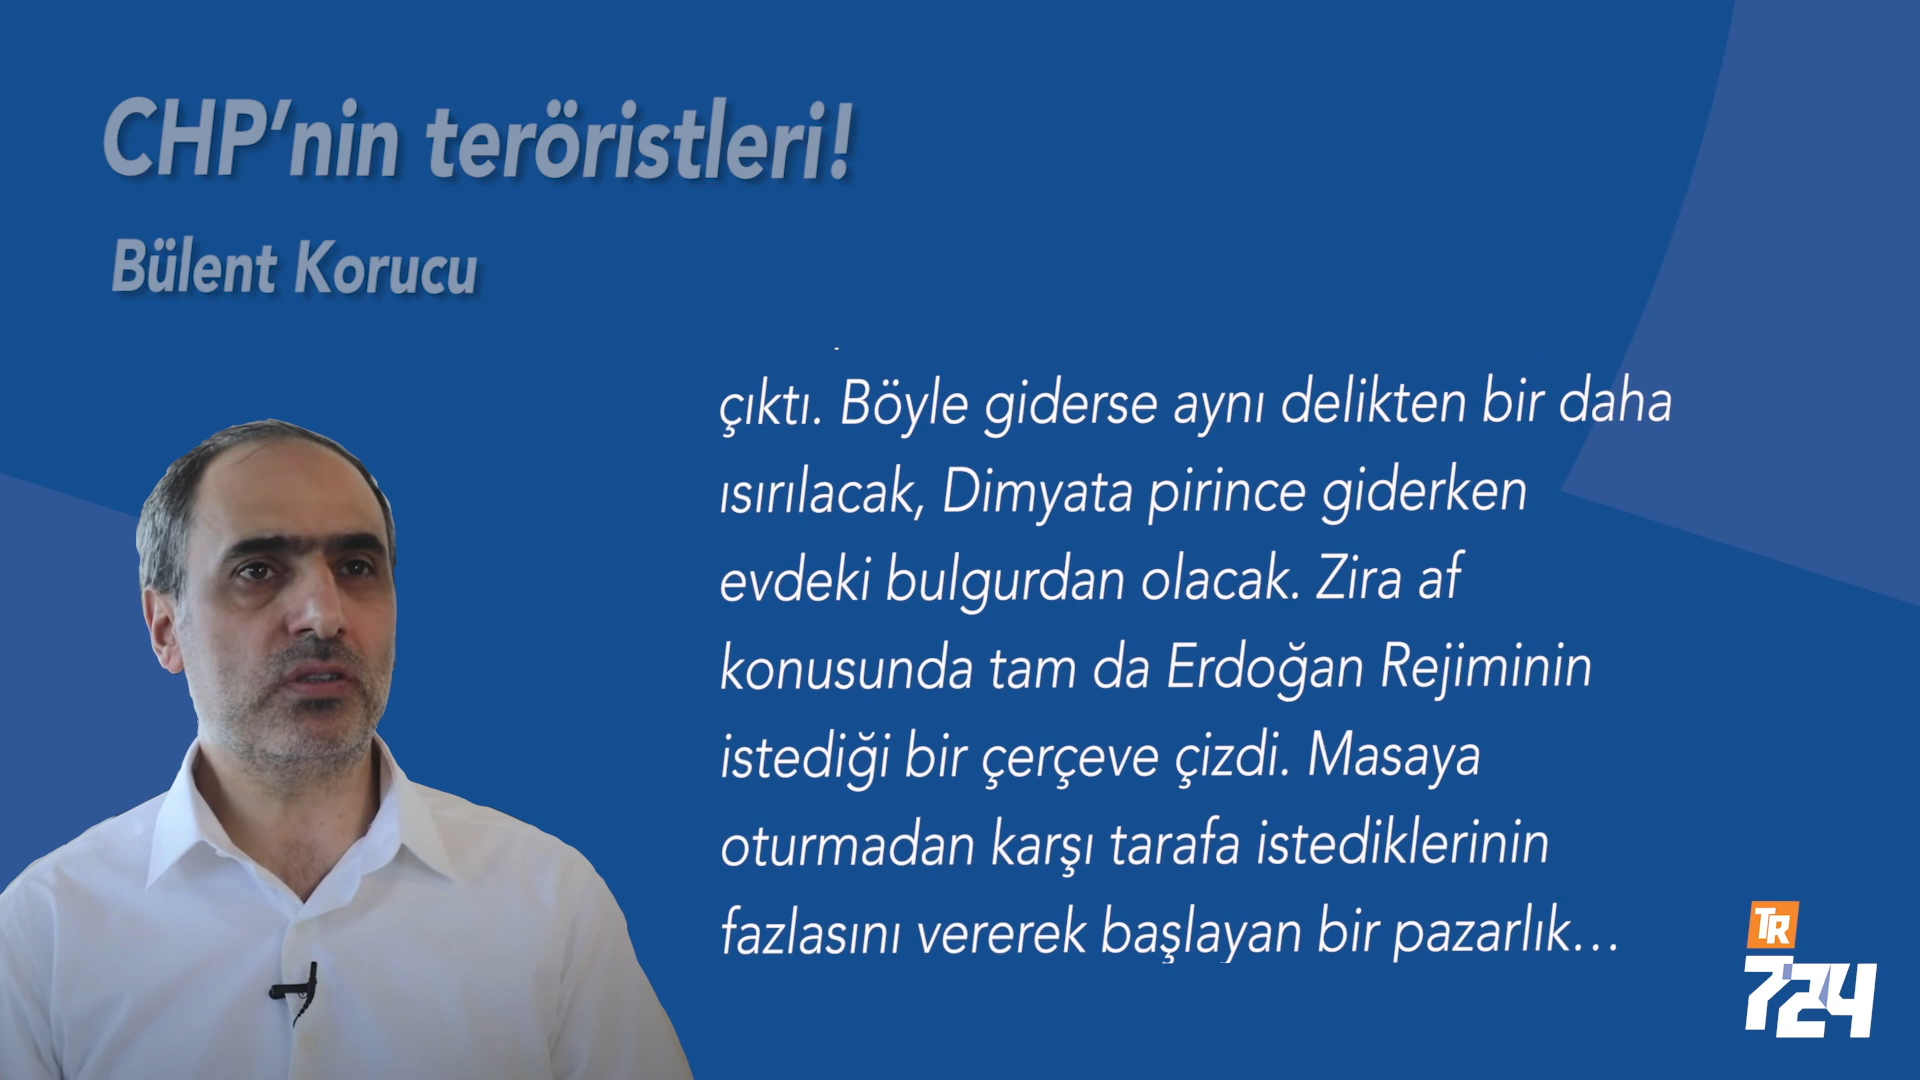 CHP’nin teröristleri!
Bülent Korucu
çıktı. Böyle giderse aynı delikten bir daha
ısırılacak, Dimyata pirince giderken
evdeki bulgurdan olacak. Zira af
konusunda tam da Erdoğan Rejiminin
istediği bir çerçeve çizdi. Masaya
oturmadan karşı tarafa istediklerinin
fazlasını vererek başlayan bir pazarlık…
TR
724